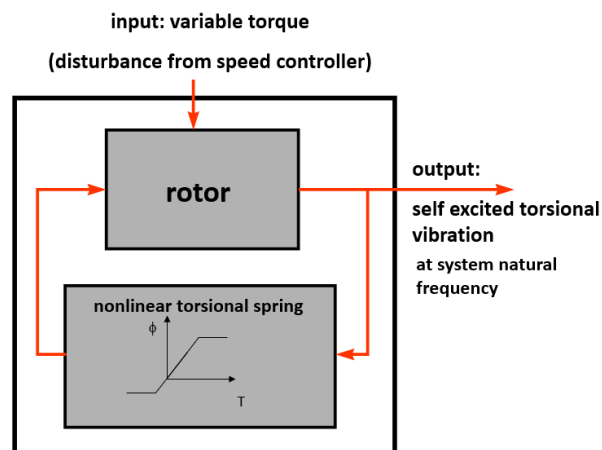 input: variable torque
(disturbance from speed controller)
rotor
output:
self excited torsional
vibration
at system natural
frequency
nonlinear torsional spring
ϕ
T